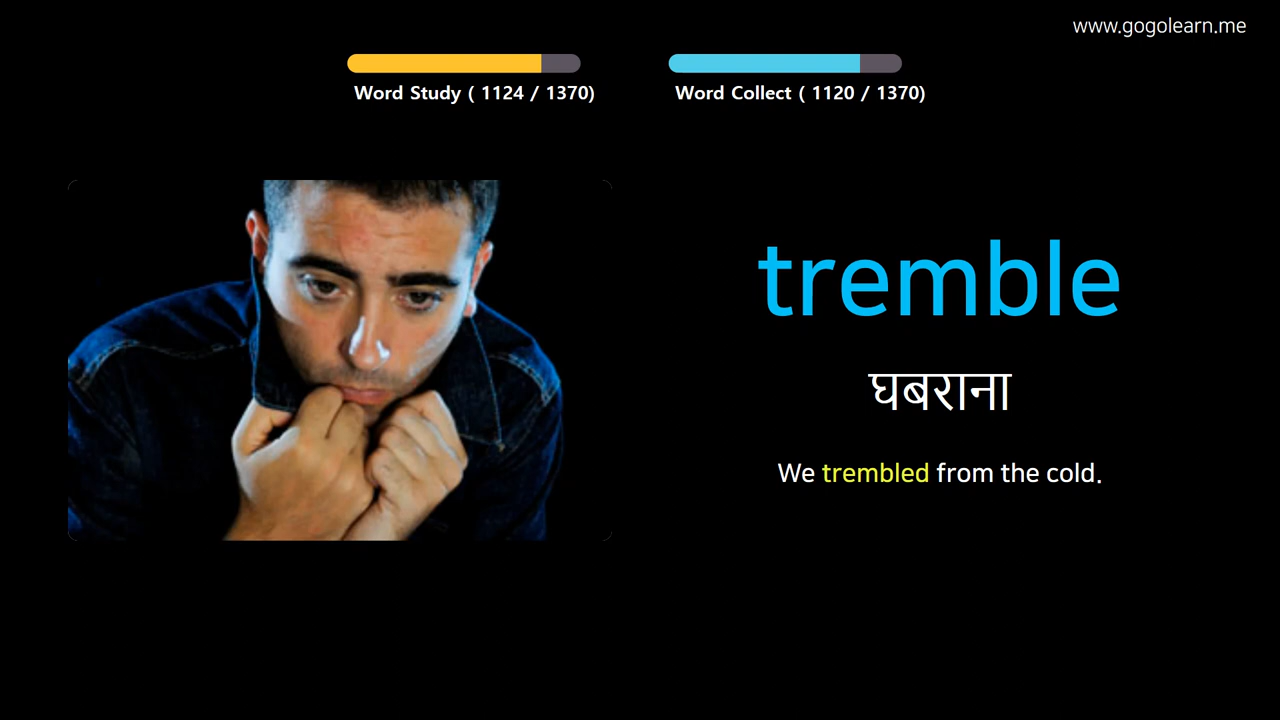 www.gogolearn.me
Word Study ( 1124 / 1370)
Word Collect ( 1120 / 1370)
tremble
घबराना
We trembled from the cold.